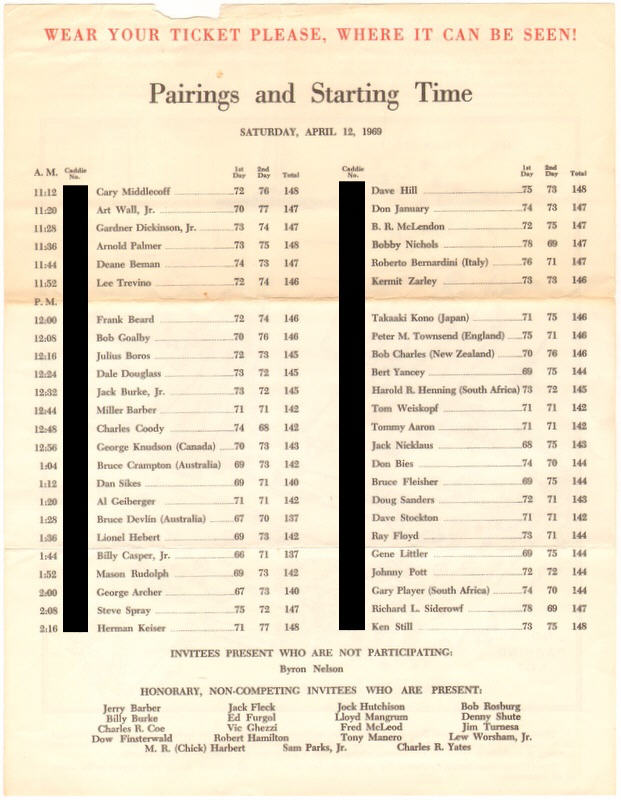 WEAR YOUR TICKET PLEASE, WHERE IT CAN BE SEEN!
Pairings and Starting Time
SATURDAY, APRIL 12, 1969
A. M. Caddie No. 1st Day 2nd Day Total Caddie No. 1st Day 2nd Day Total
11:12 Cary Middlecoff 72 76 148 Dave Hill 75 73 148
11:20 Art Wall, Jr. 70 77 147 Don January 74 73 147
11:28 Gardner Dickinson, Jr. 73 74 147 B. R. McLendon 72 75 147
11:36 Arnold Palmer 73 75 148 Bobby Nichols 78 69 147
11:44 Deane Beman 74 73 147 Roberto Bernardini (Italy) 76 71 147
11:52 Lee Trevino 72 74 146 Kermit Zarley 73 73 146
P. M.
12:00 Frank Beard 72 74 146 Takaaki Kono (Japan) 71 75 146
12:08 Bob Goalby 70 76 146 Peter M. Townsend (England) 75 71 146
12:16 Julius Boros 72 73 145 Bob Charles (New Zealand) 70 76 146
12:24 Dale Douglass 73 72 145 Bert Yancey 69 75 144
12:32 Jack Burke, Jr. 73 72 145 Harold R. Henning (South Africa) 73 72 145
12:44 Miller Barber 71 71 142 Tom Weiskopf 71 71 142
12:48 Charles Coody 74 68 142 Tommy Aaron 71 71 142
12:56 George Knudson (Canada) 70 73 143 Jack Nicklaus 68 75 143
1:04 Bruce Crampton (Australia) 69 73 142 Don Bies 74 70 144
1:12 Dan Sikes 69 71 140 Bruce Fleisher 69 75 144
1:20 Al Geiberger 71 71 142 Doug Sanders 72 71 143
1:28 Bruce Devlin (Australia) 67 70 137 Dave Stockton 71 71 142
1:36 Lionel Hebert 69 73 142 Ray Floyd 73 71 144
1:44 Billy Casper, Jr. 66 71 137 Gene Littler 69 75 144
1:52 Mason Rudolph 69 73 142 Johnny Pott 72 72 144
2:00 George Archer 67 73 140 Gary Player (South Africa) 74 70 144
2:08 Steve Spray 75 72 147 Richard L. Siderowf 78 69 147
2:16 Herman Keiser 71 77 148 Ken Still 73 75 148
INVITEES PRESENT WHO ARE NOT PARTICIPATING:
Byron Nelson
HONORARY, NON-COMPETING INVITEES WHO ARE PRESENT:
Jerry Barber Jack Fleck Jock Hutchison Bob Rosburg
Billy Burke Ed Furgol Lloyd Mangrum Denny Shute
Charles R. Coe Vic Ghezzi Fred McLeod Jim Turnesa
Dow Finsterwald Robert Hamilton Tony Manero Lew Worsham, Jr.
M. R. (Chick) Harbert Sam Parks, Jr. Charles R. Yates